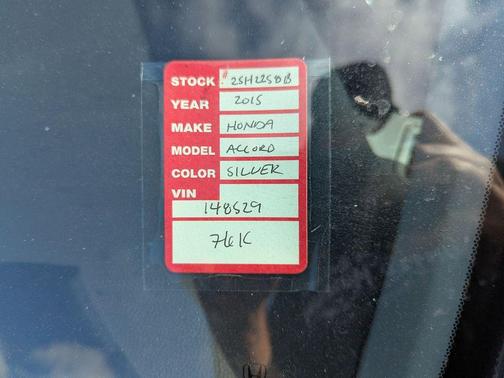 STOCK # 25H2258B
YEAR 2015
MAKE HONDA
MODEL ACCORD
COLOR SILVER
VIN
148529
76K